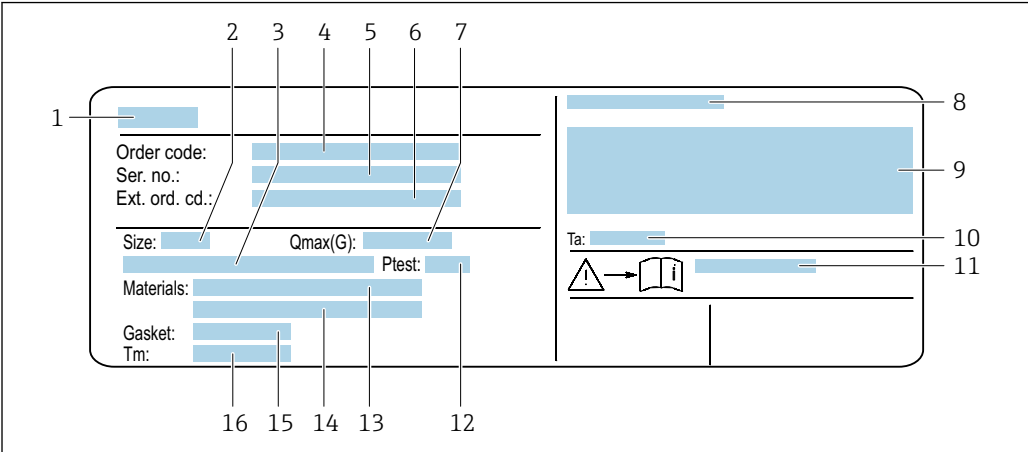 2 3 4 5 6 7
1
8
Order code:
Ser. no.:
Ext. ord. cd.:
9
Size: Qmax(G):
Ta:
10
Ptest:
11
Materials:
i
Gasket:
Tm:
16 15 14 13 12